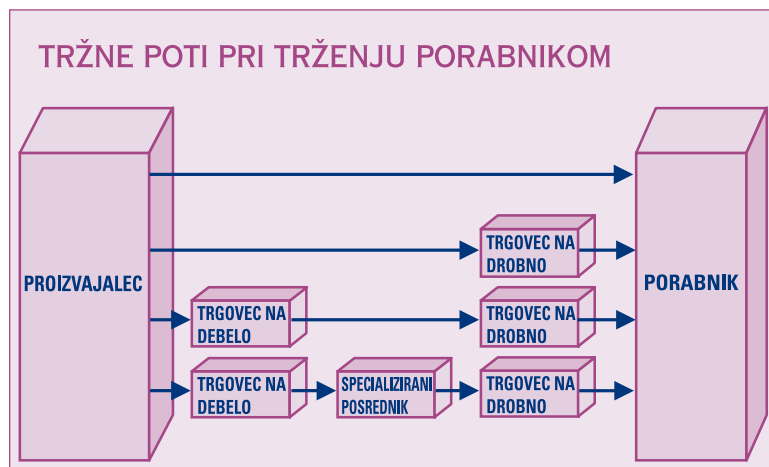 TRŽNE POTI PRI TRŽENJU PORABNIKOM
PROIZVAJALEC
TRGOVEC NA
DROBNO
TRGOVEC NA
DEBELO
TRGOVEC NA
DROBNO
TRGOVEC NA
DEBELO
SPECIALIZIRANI
POSREDNIK
TRGOVEC NA
DROBNO
PORABNIK